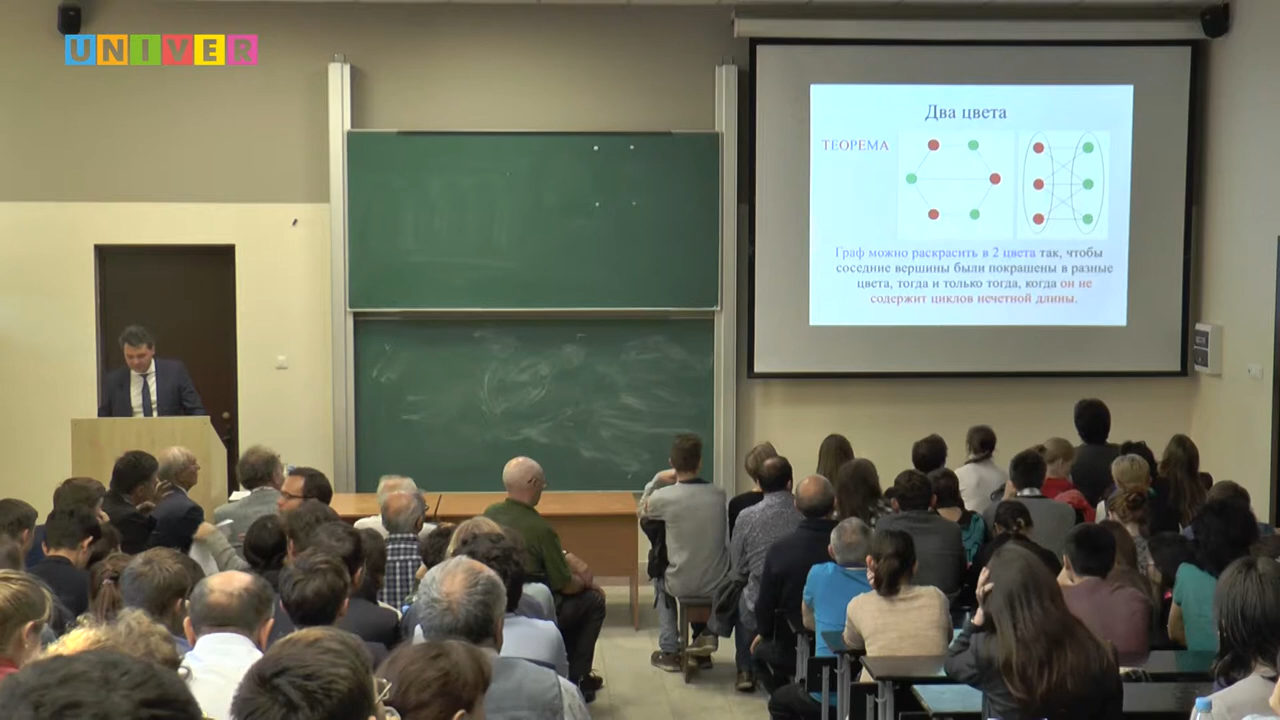 UNIVER
Два цвета
ТЕОРЕМА
Граф можно раскрасить в 2 цвета так, чтобы
соседние вершины были покрашены в разные
цвета, тогда и только тогда, когда он не
содержит циклов нечетной длины.